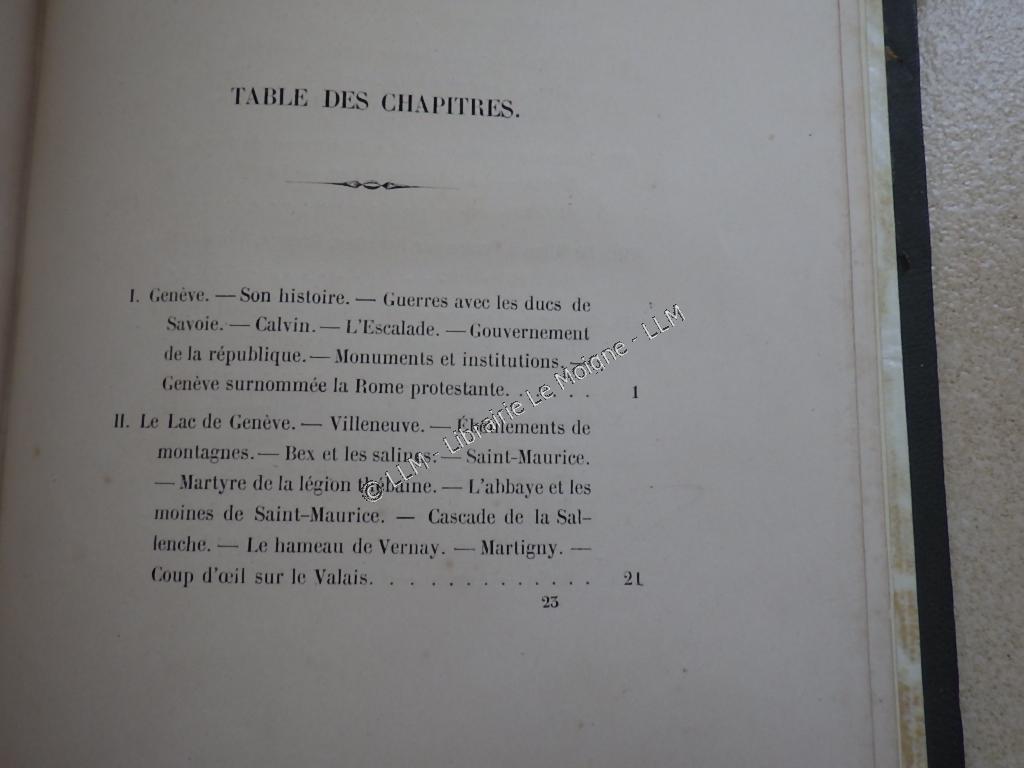 TABLE DES CHAPITRES.
I. Genève. — Son histoire. — Guerres avec les ducs de
Savoie. — Calvin. — L'Escalade. — Gouvernement
de la république. — Monuments et institutions. —
Genève surnommée la Rome protestante. . . . . . 1
II. Le Lac de Genève. — Villeneuve. — Éboulements de
montagnes. — Bex et les salines. — Saint-Maurice.
— Martyre de la légion thébaine. — L'abbaye et les
moines de Saint-Maurice. — Cascade de la Sal-
lenche. — Le hameau de Vernay. — Martigny. —
Coup d'œil sur le Valais. . . . . . . . . . . . . 21
23
© LLM - Librairie Le Moigne - LLM